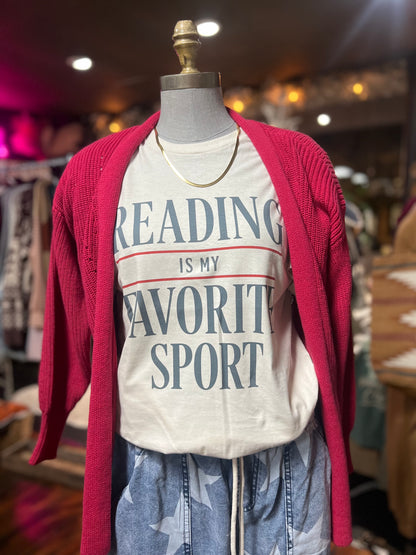 READING
IS MY
FAVORITE
SPORT